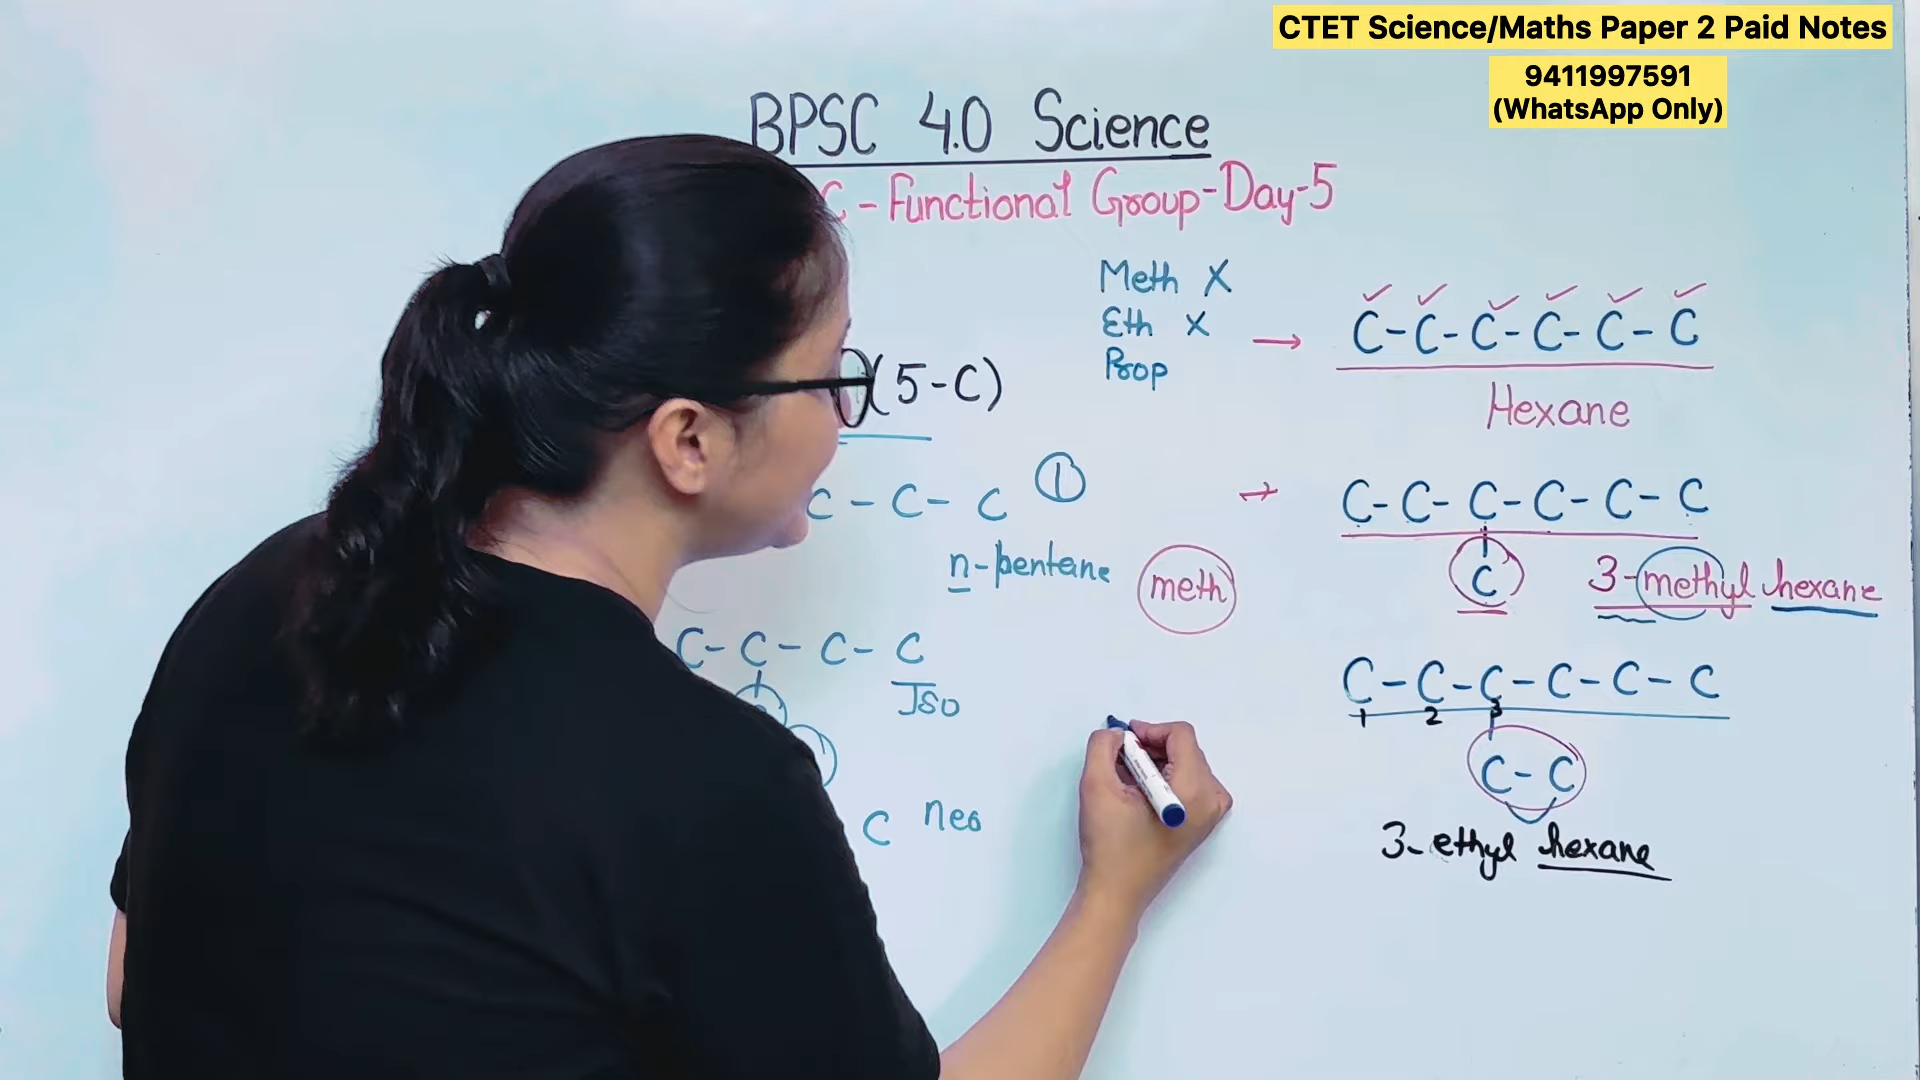 CTET Science/Maths Paper 2 Paid Notes
9411997591
(WhatsApp Only)
BPSC 4.0 Science
C - Functional Group-Day-5
Meth X
Eth X
Prop
(5-C)
C - C - C ①
n-pentane
C- C - C- C
Iso
C neo
meth
→ C-C-C-C-C-C
Hexane
→ C-C-C-C-C-C
C
3-methyl hexane
C-C-C-C-C-C
1 2 3
C-C
3-ethyl hexane